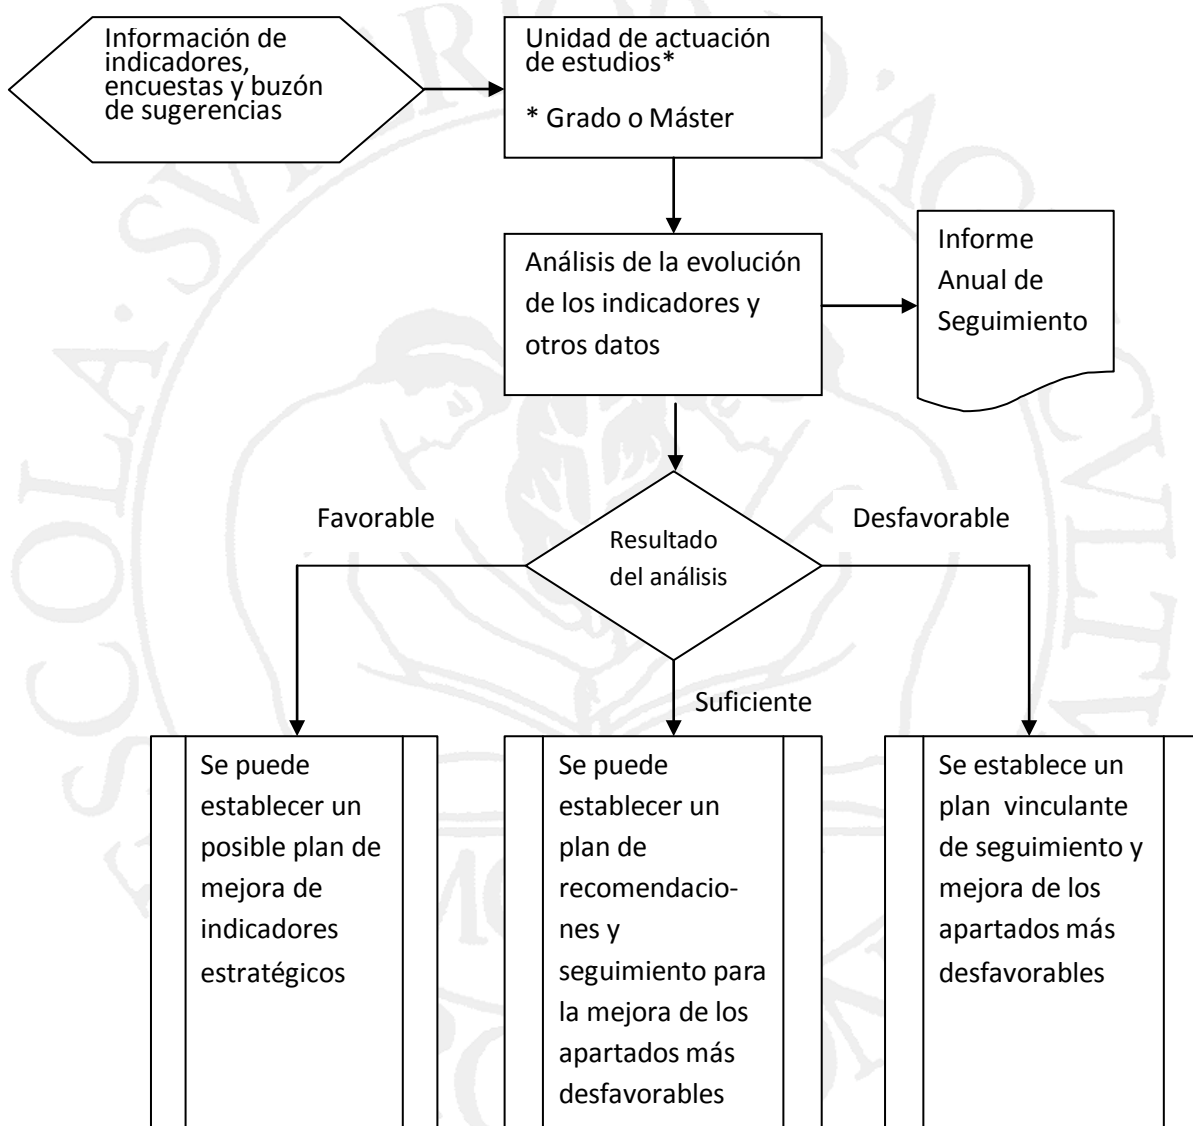 Información de
indicadores,
encuestas y buzón
de sugerencias
Unidad de actuación
de estudios*
* Grado o Máster
Análisis de la evolución
de los indicadores y
otros datos
Informe
Anual de
Seguimiento
Favorable
Resultado
del análisis
Desfavorable
Suficiente
Se puede
establecer un
posible plan de
mejora de
indicadores
estratégicos
Se puede
establecer un
plan de
recomendacio-
nes y
seguimiento para
la mejora de los
apartados más
desfavorables
Se establece un
plan  vinculante
de seguimiento y
mejora de los
apartados más
desfavorables